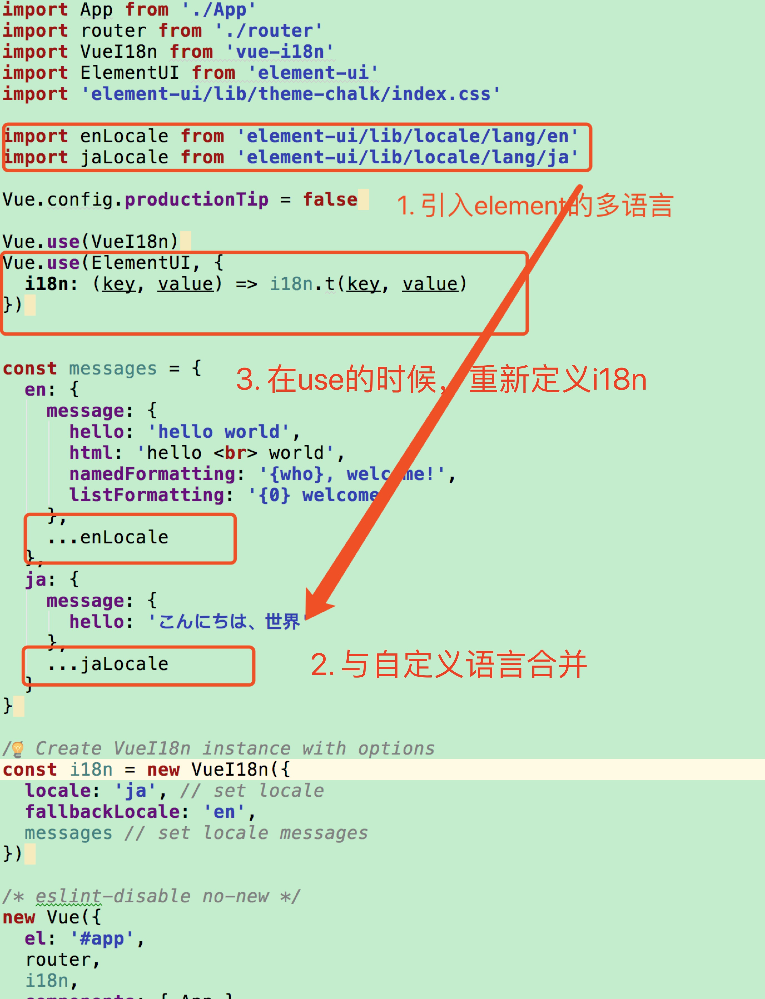 import App from './App'
import router from './router'
import VueI18n from 'vue-i18n'
import ElementUI from 'element-ui'
import 'element-ui/lib/theme-chalk/index.css'
import enLocale from 'element-ui/lib/locale/lang/en'
import jaLocale from 'element-ui/lib/locale/lang/ja'
Vue.config.productionTip = false
1. 引入element的多语言
Vue.use(VueI18n)
Vue.use(ElementUI, {
i18n: (key, value) => i18n.t(key, value)
})
const messages = {
3. 在use的时候，重新定义i18n
en: {
message: {
hello: 'hello world',
html: 'hello <br> world',
namedFormatting: '{who}, welcome!',
listFormatting: '{0} welcome
},
...enLocale
},
ja: {
message: {
hello: 'こんにちは、世界'
},
...jaLocale
2. 与自定义语言合并
}
}
// Create VueI18n instance with options
const i18n = new VueI18n({
locale: 'ja', // set locale
fallbackLocale: 'en',
messages // set locale messages
})
/* eslint-disable no-new */
new Vue({
el: '#app',
router,
i18n,
components: { App }